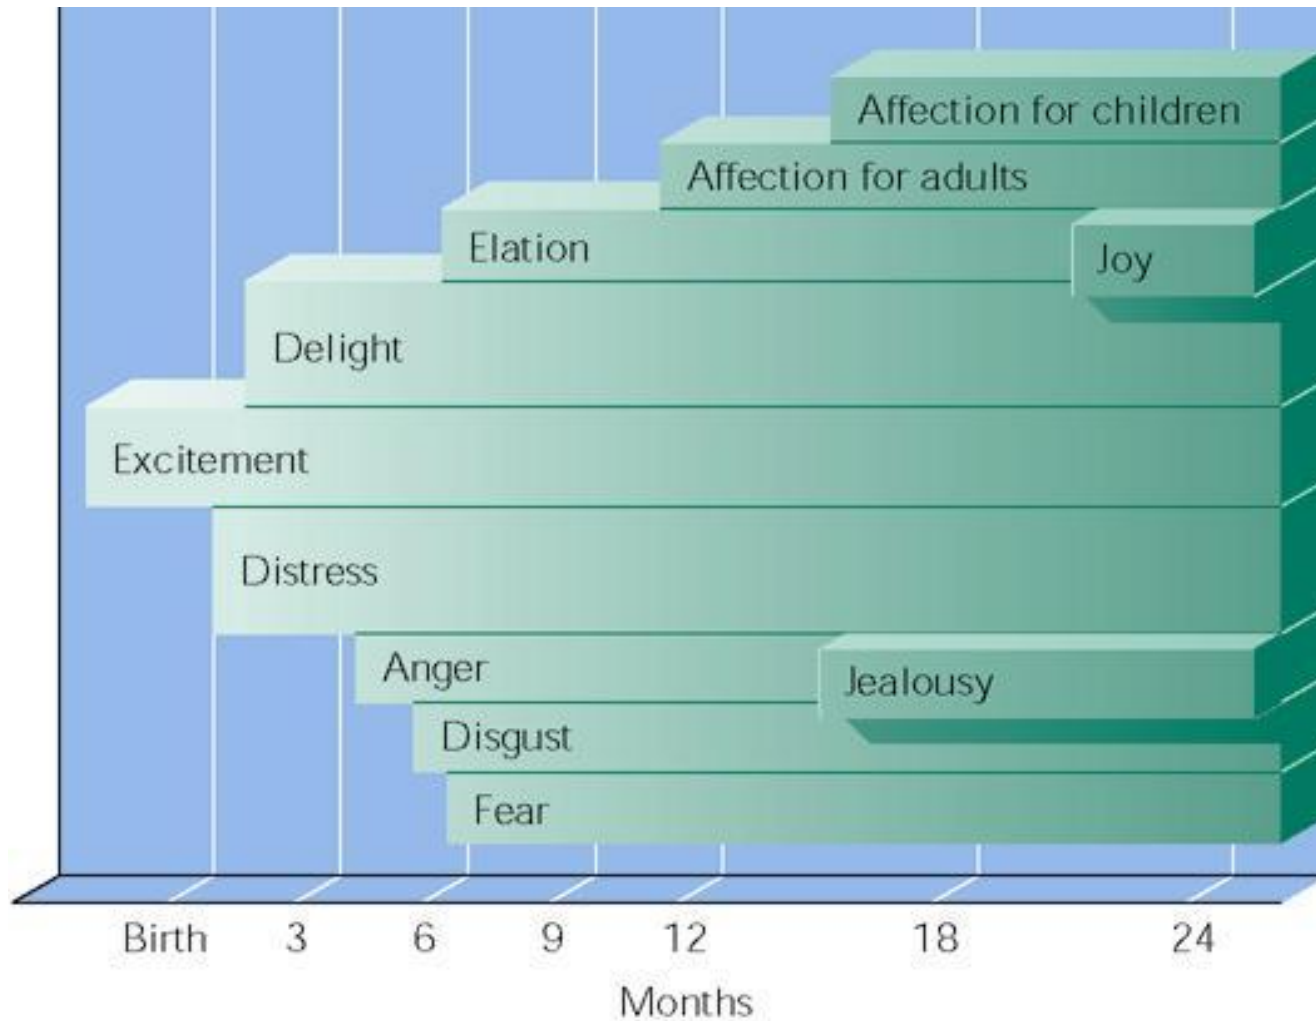 Affection for children
Affection for adults
Elation
Joy
Delight
Excitement
Distress
Anger
Jealousy
Disgust
Fear
Birth 3 6 9 12 18 24
Months